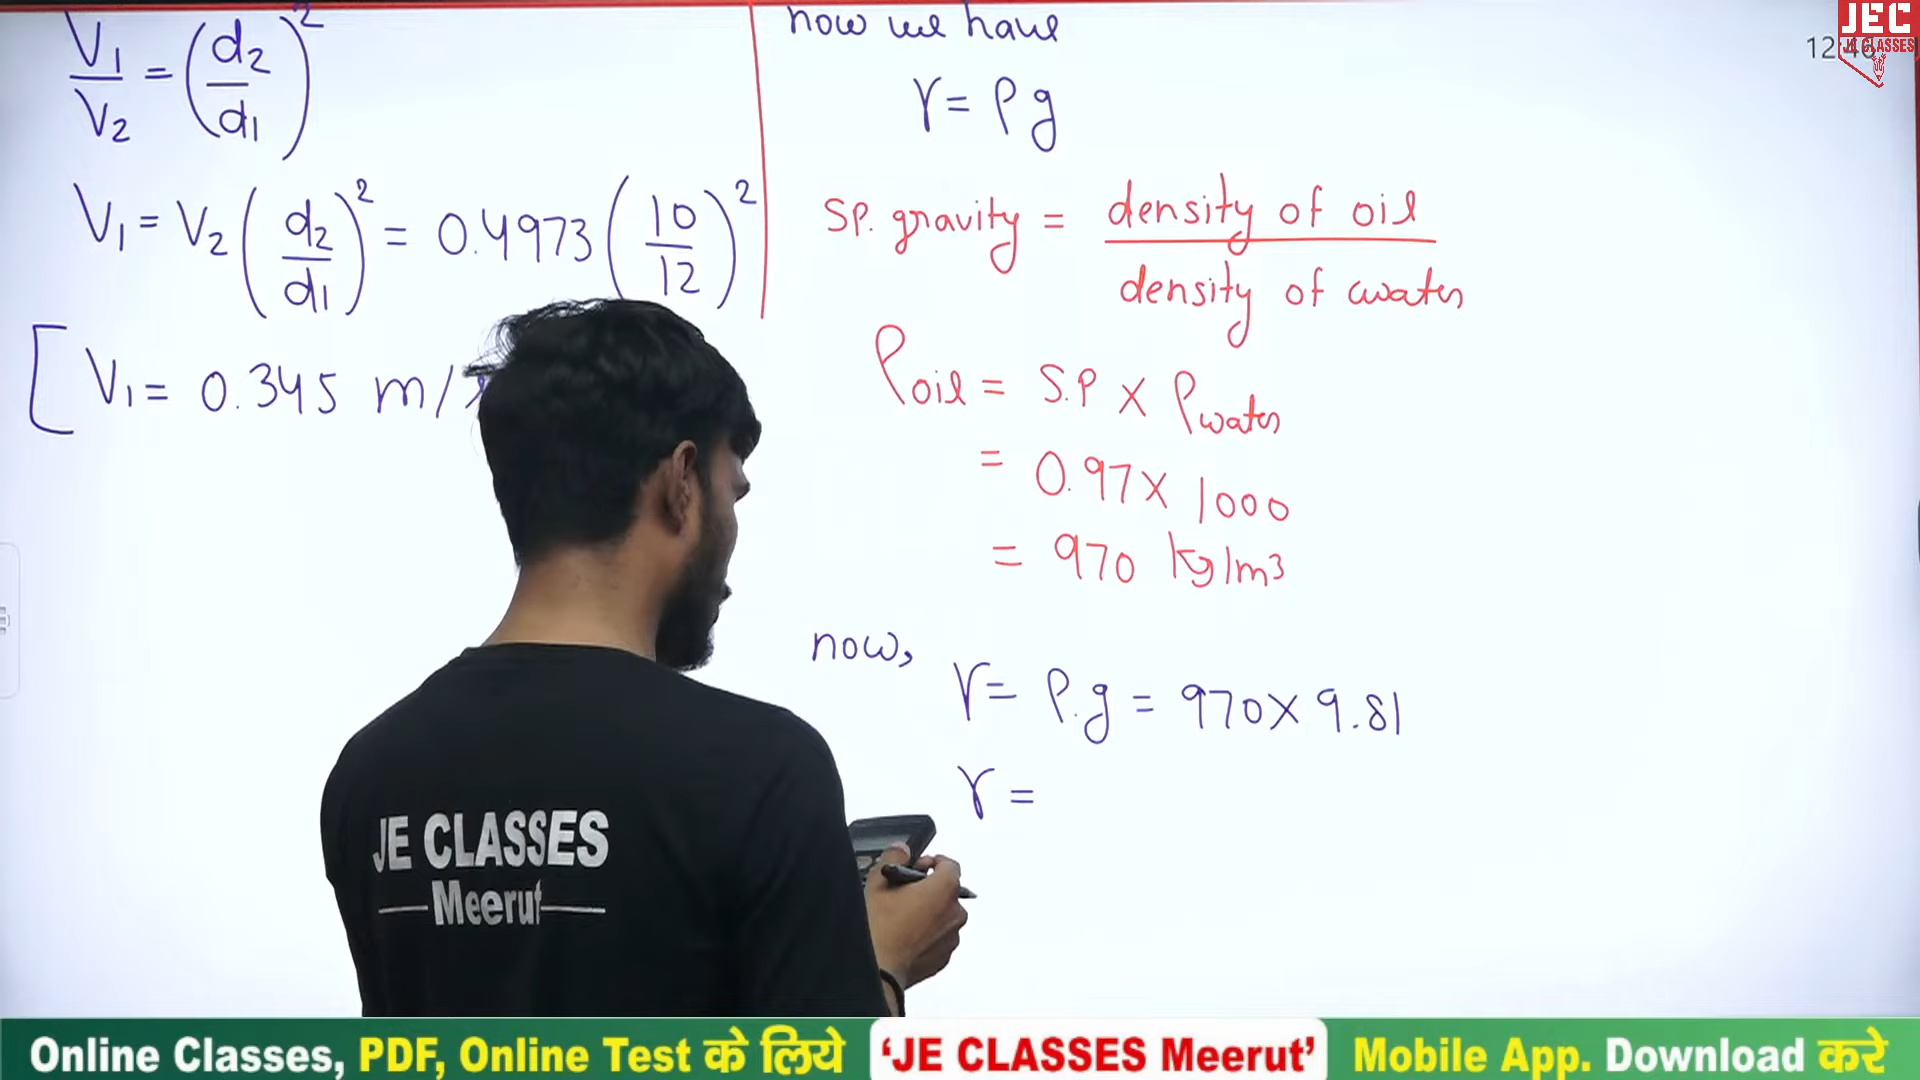 V₁/V₂ = (d₂/d₁)²
V₁ = V₂ (d₂/d₁)² = 0.4973 (10/12)²
V₁ = 0.345 m/
now we have
γ = ρg
SP. gravity = density of oil / density of water
ρoil = S.P × ρwater
= 0.97 × 1000
= 970 kg/m³
now,
γ = ρ.g = 970 × 9.81
γ =
JEC
JE CLASSES
12:46
JE CLASSES
Meerut
Online Classes, PDF, Online Test के लिये 'JE CLASSES Meerut' Mobile App. Download करे